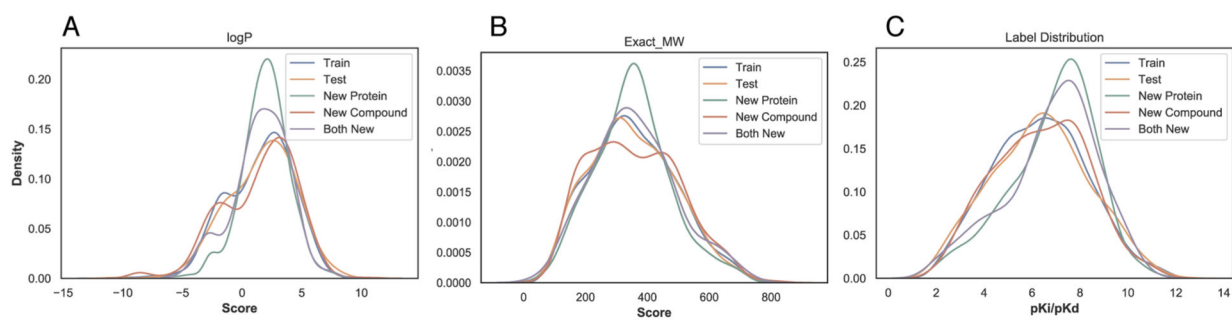 A
logP
Density
0.20
0.15
0.10
0.05
0.00
−15
−10
−5
0
5
10
Score
Train
Test
New Protein
New Compound
Both New
B
Exact_MW
0.0035
0.0030
0.0025
0.0020
0.0015
0.0010
0.0005
0.0000
0
200
400
600
800
Score
Train
Test
New Protein
New Compound
Both New
C
Label Distribution
0.25
0.20
0.15
0.10
0.05
0.00
0
2
4
6
8
10
12
14
pKi/pKd
Train
Test
New Protein
New Compound
Both New